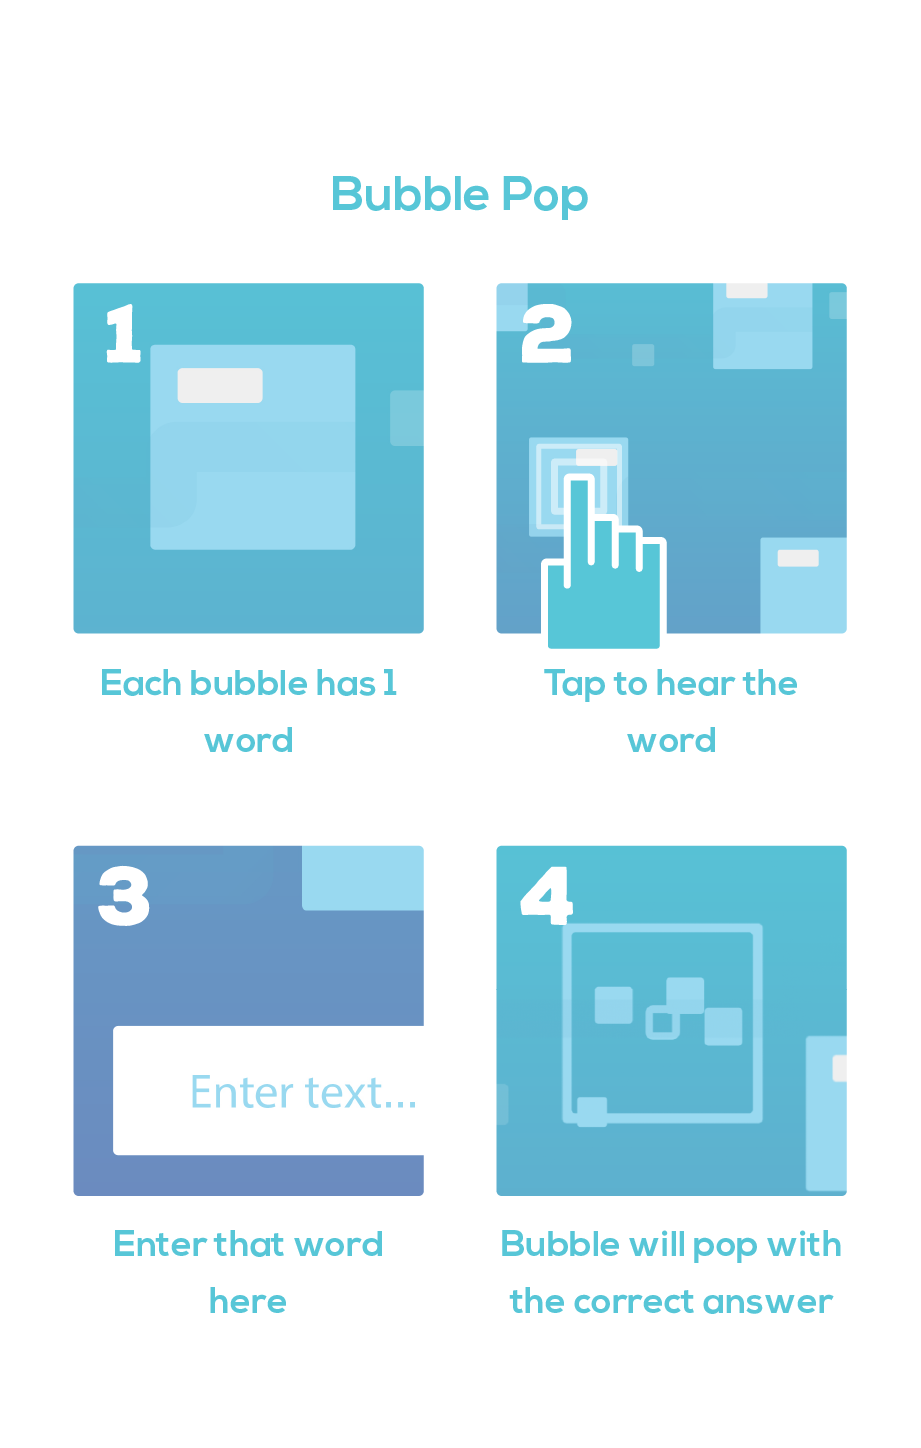 Bubble Pop
1
Each bubble has 1
word
2
Tap to hear the
word
3
Enter text...
Enter that word
here
4
Bubble will pop with
the correct answer